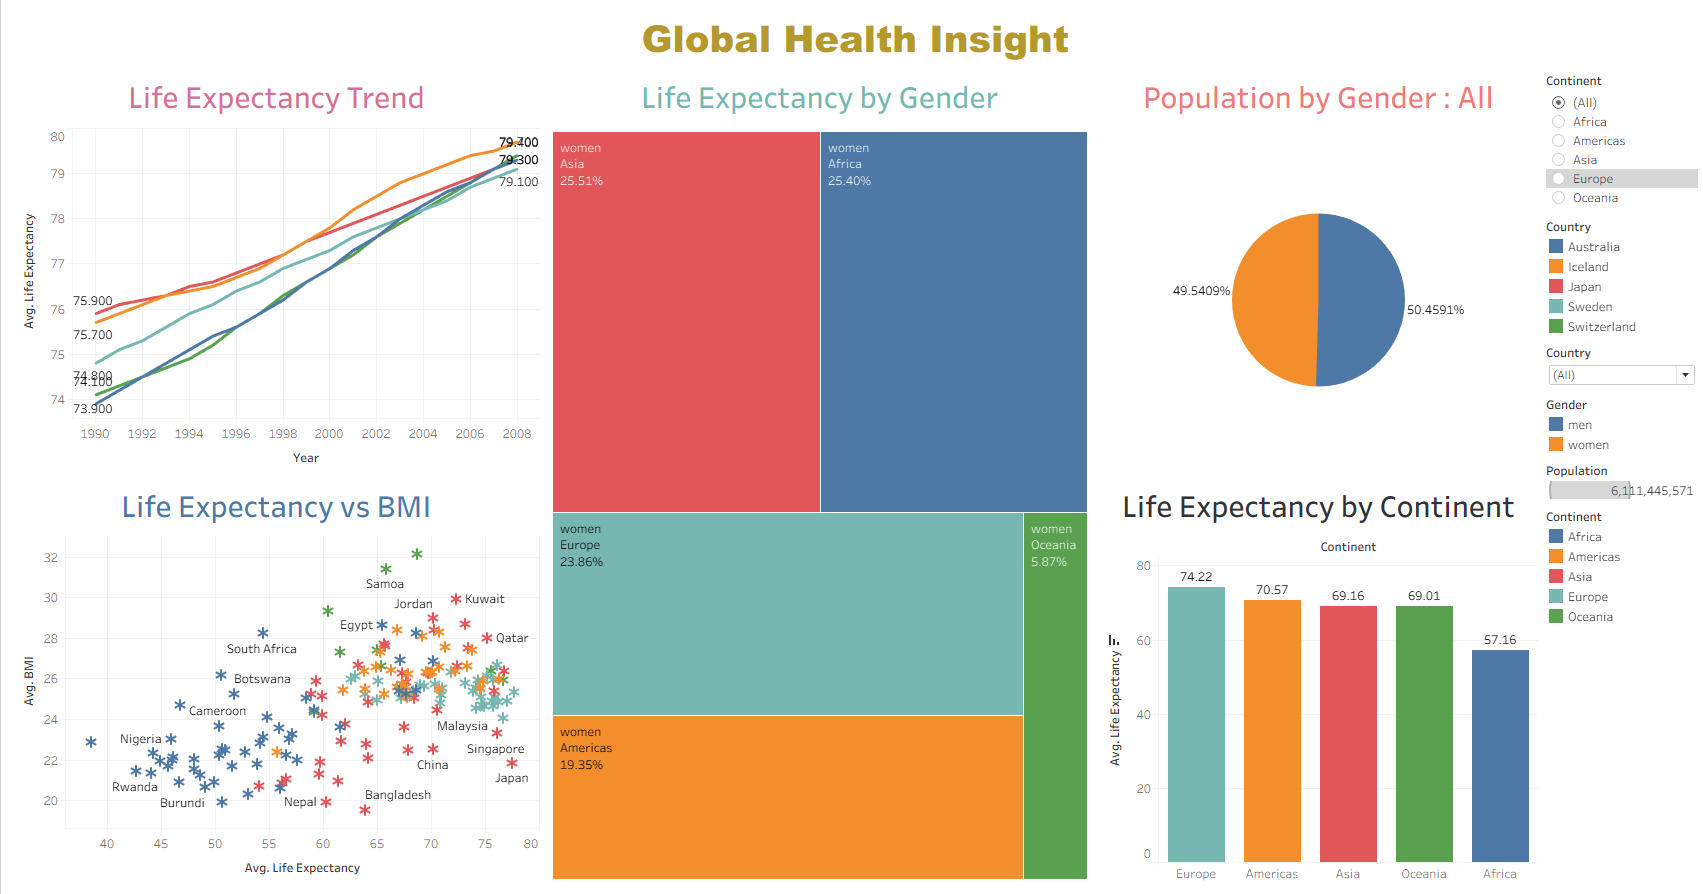 Global Health Insight
Life Expectancy Trend
80
79
78
77
76
75
74
Avg. Life Expectancy
79.300
79.100
75.900
75.700
74.800
74.100
73.900
1990 1992 1994 1996 1998 2000 2002 2004 2006 2008
Year
Life Expectancy vs BMI
32
30
28
26
24
22
20
Avg. BMI
Samoa
Jordan
Kuwait
Egypt
Qatar
South Africa
Botswana
Cameroon
Malaysia
Nigeria
Singapore
China
Japan
Rwanda
Bangladesh
Burundi
Nepal
40 45 50 55 60 65 70 75 80
Avg. Life Expectancy
Life Expectancy by Gender
women
Asia
25.51%
women
Africa
25.40%
women
Europe
23.86%
women
Oceania
5.87%
women
Americas
19.35%
Population by Gender : All
49.5409%
50.4591%
Life Expectancy by Continent
Continent
80
60
40
20
0
Avg. Life Expectancy
74.22
70.57
69.16
69.01
57.16
Europe Americas Asia Oceania Africa
Continent
(All)
Africa
Americas
Asia
Europe
Oceania
Country
Australia
Iceland
Japan
Sweden
Switzerland
Country
(All)
Gender
men
women
Population
6,111,445,571
Continent
Africa
Americas
Asia
Europe
Oceania